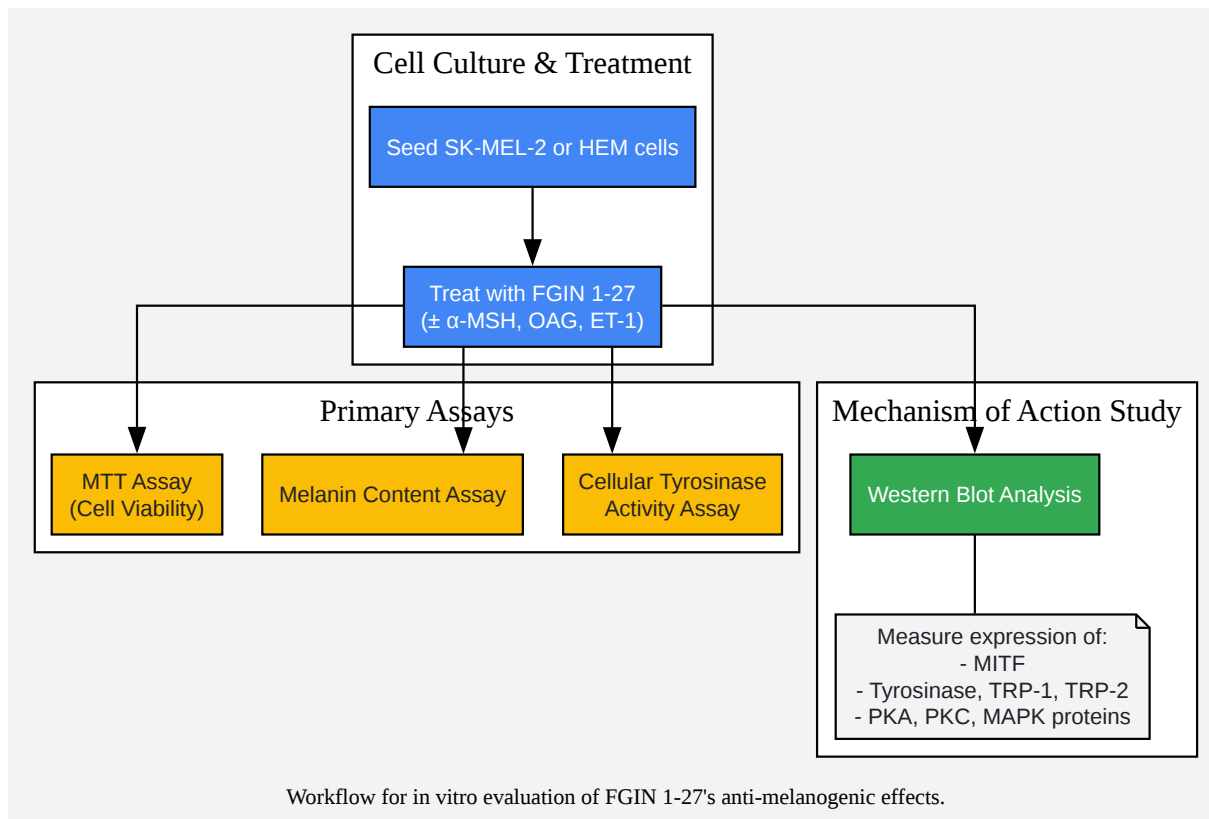 Cell Culture & Treatment
Seed SK-MEL-2 or HEM cells
Treat with FGIN 1-27
(± α-MSH, OAG, ET-1)
Primary Assays
MTT Assay
(Cell Viability)
Melanin Content Assay
Cellular Tyrosinase
Activity Assay
Mechanism of Action Study
Western Blot Analysis
Measure expression of:
- MITF
- Tyrosinase, TRP-1, TRP-2
- PKA, PKC, MAPK proteins
Workflow for in vitro evaluation of FGIN 1-27's anti-melanogenic effects.